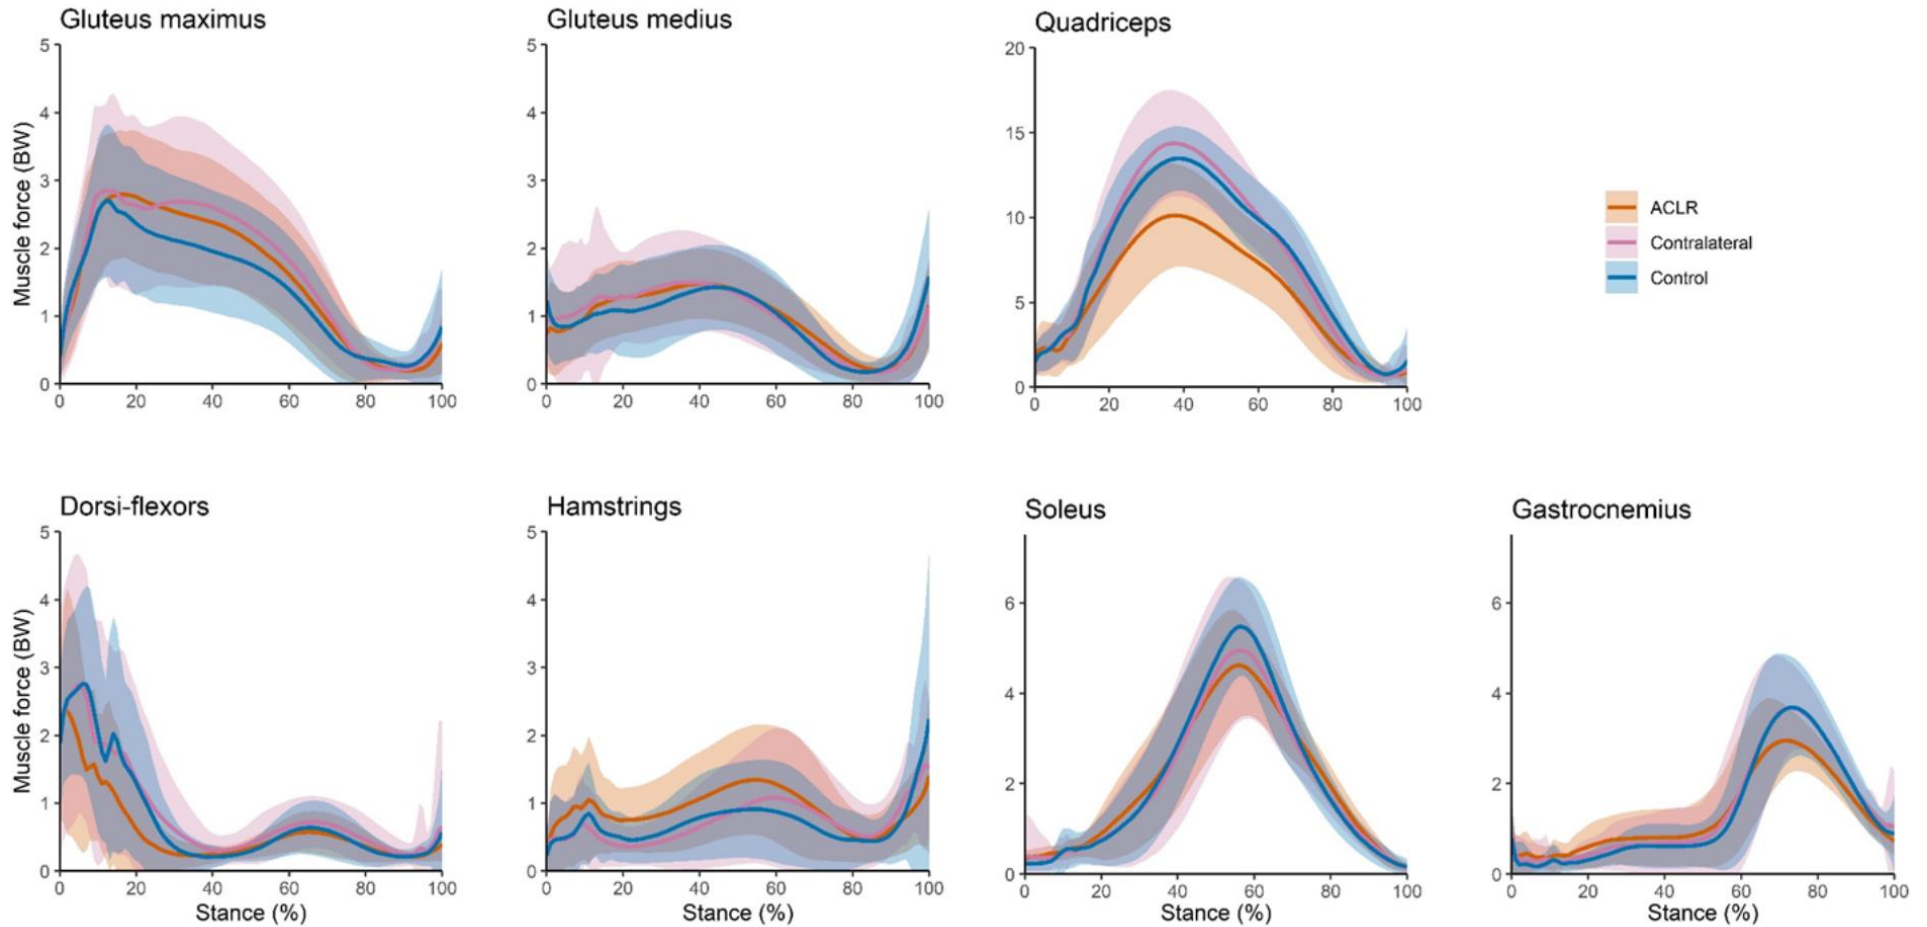 Gluteus maximus
Gluteus medius
Quadriceps
Muscle force (BW)
5
4
3
2
1
0
0 20 40 60 80 100
5
4
3
2
1
0
0 20 40 60 80 100
20
15
10
5
0
0 20 40 60 80 100
ACLR
Contralateral
Control
Dorsi-flexors
Hamstrings
Soleus
Gastrocnemius
Muscle force (BW)
5
4
3
2
1
0
0 20 40 60 80 100
Stance (%)
5
4
3
2
1
0
0 20 40 60 80 100
Stance (%)
6
4
2
0
0 20 40 60 80 100
Stance (%)
6
4
2
0
0 20 40 60 80 100
Stance (%)